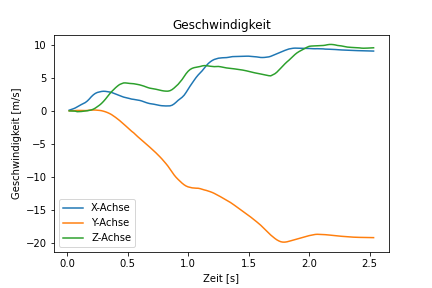 Geschwindigkeit
Geschwindigkeit [m/s]
10
5
0
−5
−10
−15
−20
X-Achse
Y-Achse
Z-Achse
0.0 0.5 1.0 1.5 2.0 2.5
Zeit [s]